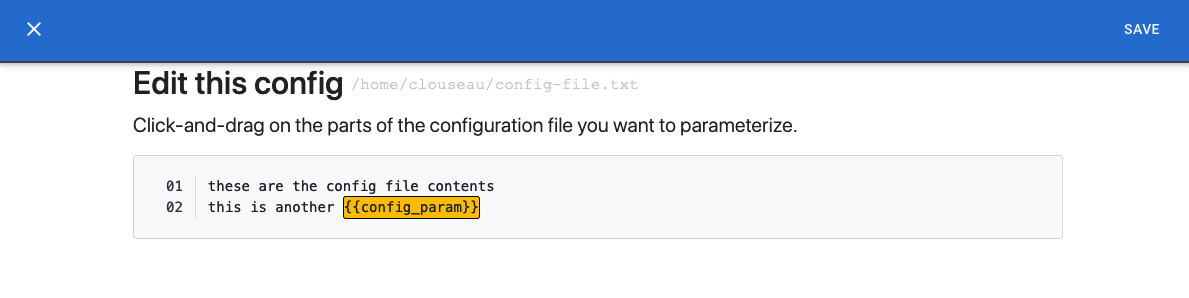 SAVE
Edit this config /home/clouseau/config-file.txt
Click-and-drag on the parts of the configuration file you want to parameterize.
01 these are the config file contents
02 this is another {{config_param}}